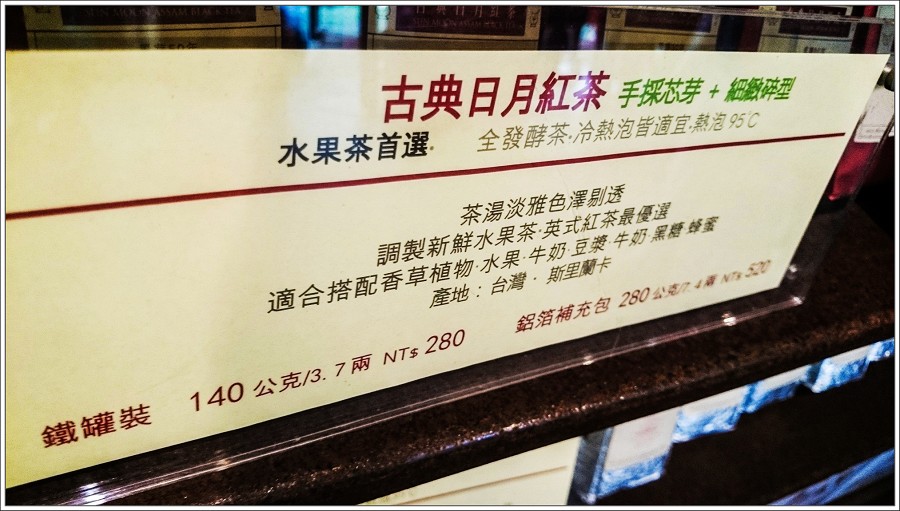 古典日月紅茶 手採芯芽 + 細緻碎型
水果茶首選· 全發酵茶·冷熱泡皆適宜·熱泡95℃
茶湯淡雅色澤剔透
調製新鮮水果茶·英式紅茶最優選
適合搭配香草植物·水果·牛奶·豆漿·牛奶·黑糖·蜂蜜
產地：台灣· 斯里蘭卡
鐵罐裝 140公克/3. 7兩 NT$ 280
鋁箔補充包 280公克/7. 4兩 NT$ 520